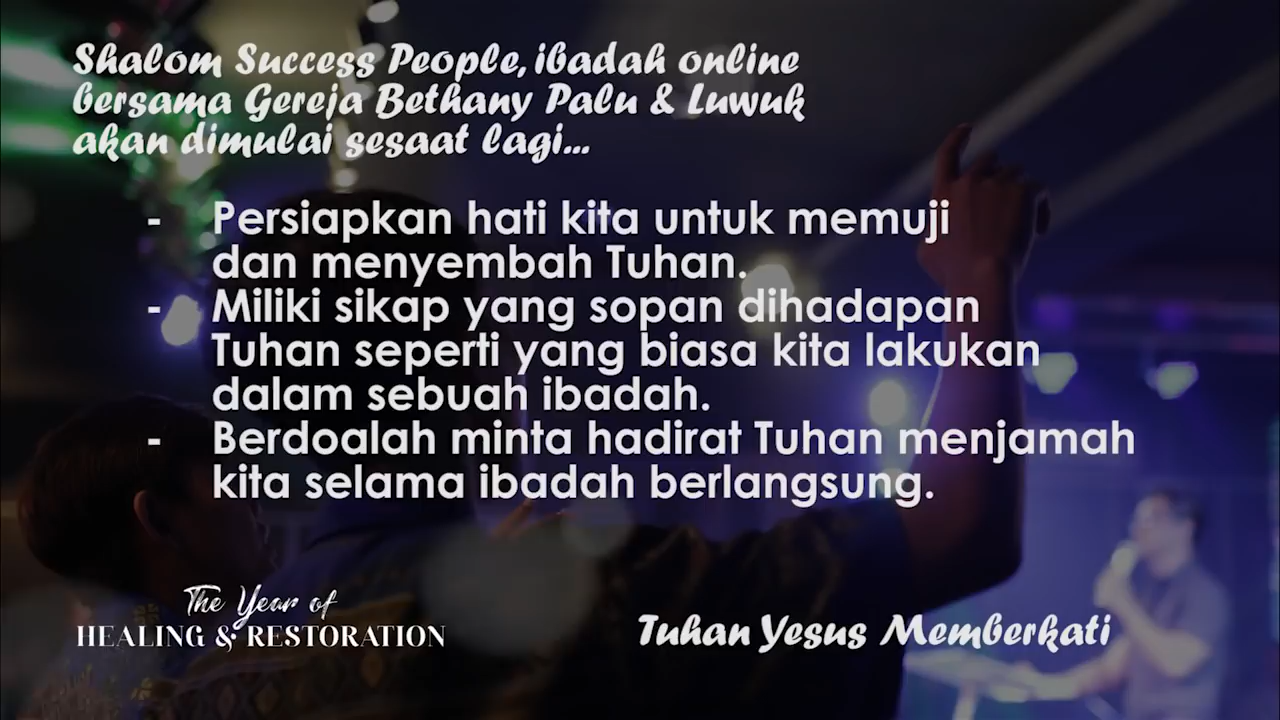 Shalom Success People, ibadah online
bersama Gereja Bethany Palu & Luwuk
akan dimulai sesaat lagi...
- Persiapkan hati kita untuk memuji
dan menyembah Tuhan.
- Miliki sikap yang sopan dihadapan
Tuhan seperti yang biasa kita lakukan
dalam sebuah ibadah.
- Berdoalah minta hadirat Tuhan menjamah
kita selama ibadah berlangsung.
The Year of
HEALING & RESTORATION
Tuhan Yesus Memberkati